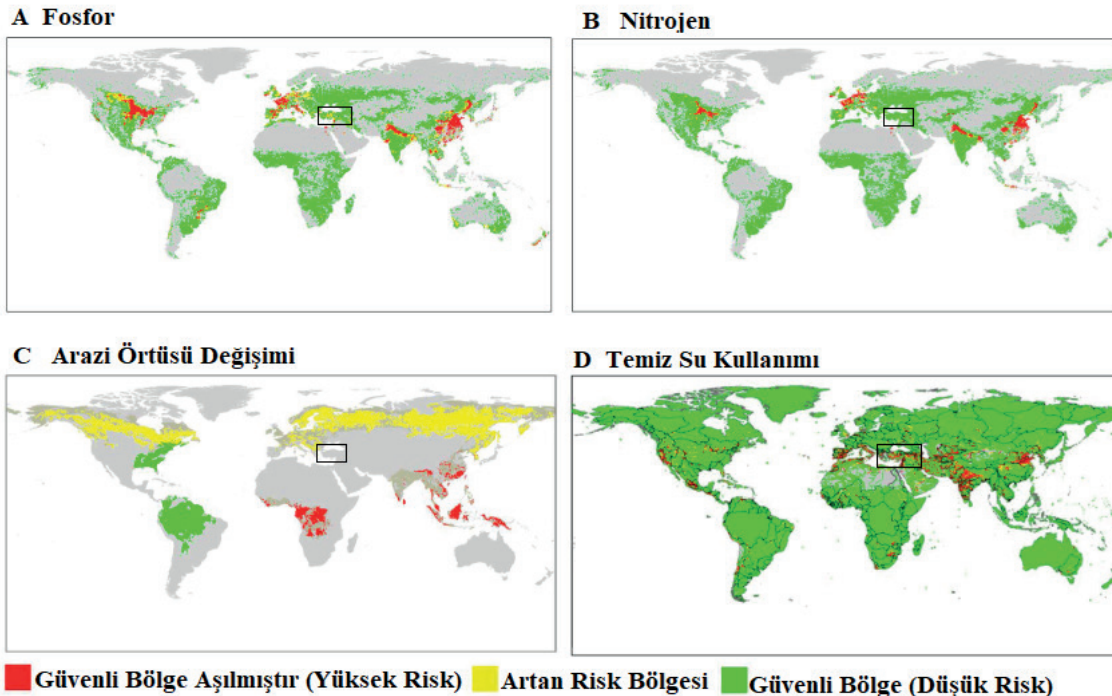 A Fosfor
B Nitrojen
C Arazi Örtüsü Değişimi
D Temiz Su Kullanımı
Güvenli Bölge Aşılmıştır (Yüksek Risk)
Artan Risk Bölgesi
Güvenli Bölge (Düşük Risk)